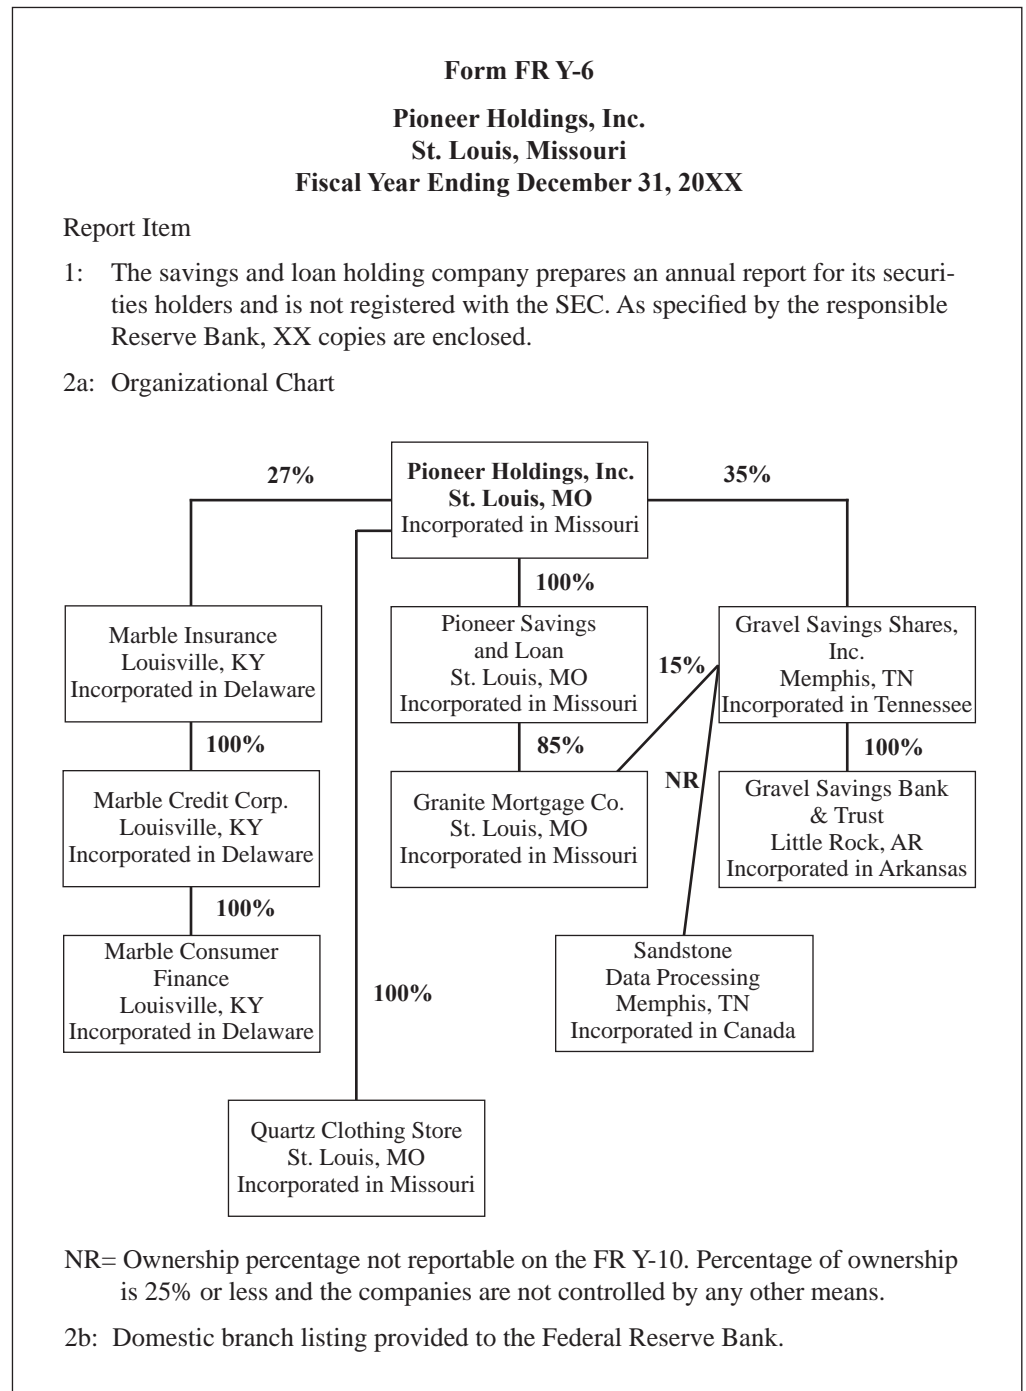 Form FR Y-6
Pioneer Holdings, Inc.
St. Louis, Missouri
Fiscal Year Ending December 31, 20XX
Report Item
1: The savings and loan holding company prepares an annual report for its securi-
ties holders and is not registered with the SEC. As specified by the responsible
Reserve Bank, XX copies are enclosed.
2a: Organizational Chart
27%
Pioneer Holdings, Inc.
St. Louis, MO
Incorporated in Missouri
35%
100%
Marble Insurance
Louisville, KY
Incorporated in Delaware
Pioneer Savings
and Loan
St. Louis, MO
Incorporated in Missouri
15%
Gravel Savings Shares,
Inc.
Memphis, TN
Incorporated in Tennessee
100%
85%
NR
100%
Marble Credit Corp.
Louisville, KY
Incorporated in Delaware
Granite Mortgage Co.
St. Louis, MO
Incorporated in Missouri
Gravel Savings Bank
& Trust
Little Rock, AR
Incorporated in Arkansas
100%
Marble Consumer
Finance
Louisville, KY
Incorporated in Delaware
100%
Sandstone
Data Processing
Memphis, TN
Incorporated in Canada
Quartz Clothing Store
St. Louis, MO
Incorporated in Missouri
NR= Ownership percentage not reportable on the FR Y-10. Percentage of ownership
is 25% or less and the companies are not controlled by any other means.
2b: Domestic branch listing provided to the Federal Reserve Bank.